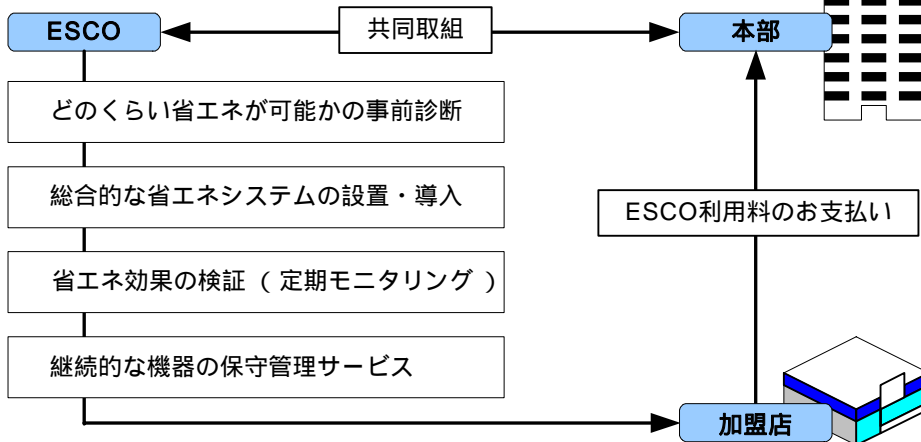 ESCO
共同取組
本部
どのくらい省エネが可能かの事前診断
総合的な省エネシステムの設置・導入
ESCO利用料のお支払い
省エネ効果の検証 ( 定期モニタリング )
継続的な機器の保守管理サービス
加盟店